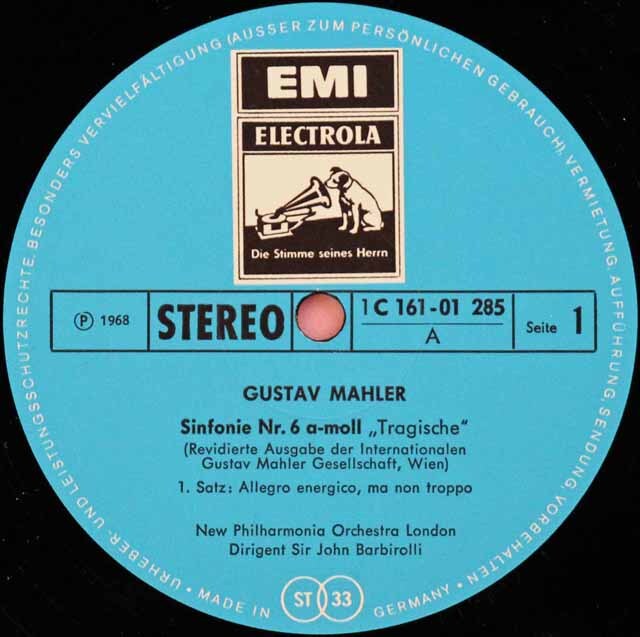 EMI
ELECTROLA
Die Stimme seines Herrn
Ⓟ 1968
STEREO
1 C 161-01 285
A
Seite 1
GUSTAV MAHLER
Sinfonie Nr. 6 a-moll „Tragische“
(Revidierte Ausgabe der Internationalen
Gustav Mahler Gesellschaft, Wien)
1. Satz: Allegro energico, ma non troppo
New Philharmonia Orchestra London
Dirigent Sir John Barbirolli
URHEBER- UND LEISTUNGSSCHUTZRECHTE, BESONDERS VERVIELFÄLTIGUNG (AUSSER ZUM PERSÖNLICHEN GEBRAUCH), VERMIETUNG, AUFFÜHRUNG, SENDUNG VORBEHALTEN •
MADE IN ST 33 GERMANY •